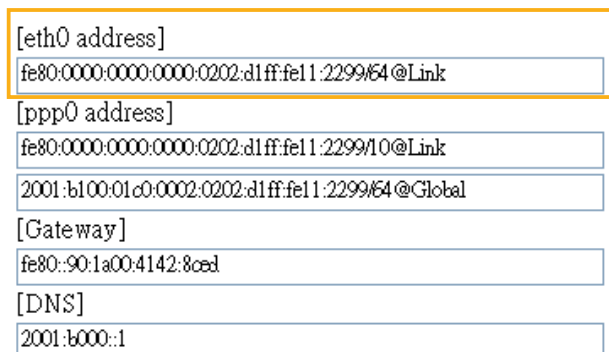 [eth0 address]
fe80:0000:0000:0000:0202:d1ff:fe11:2299/64@Link
[ppp0 address]
fe80:0000:0000:0000:0202:d1ff:fe11:2299/10@Link
2001:b100:01c0:0002:0202:d1ff:fe11:2299/64@Global
[Gateway]
fe80::90:1a00:4142:8ced
[DNS]
2001:b000::1